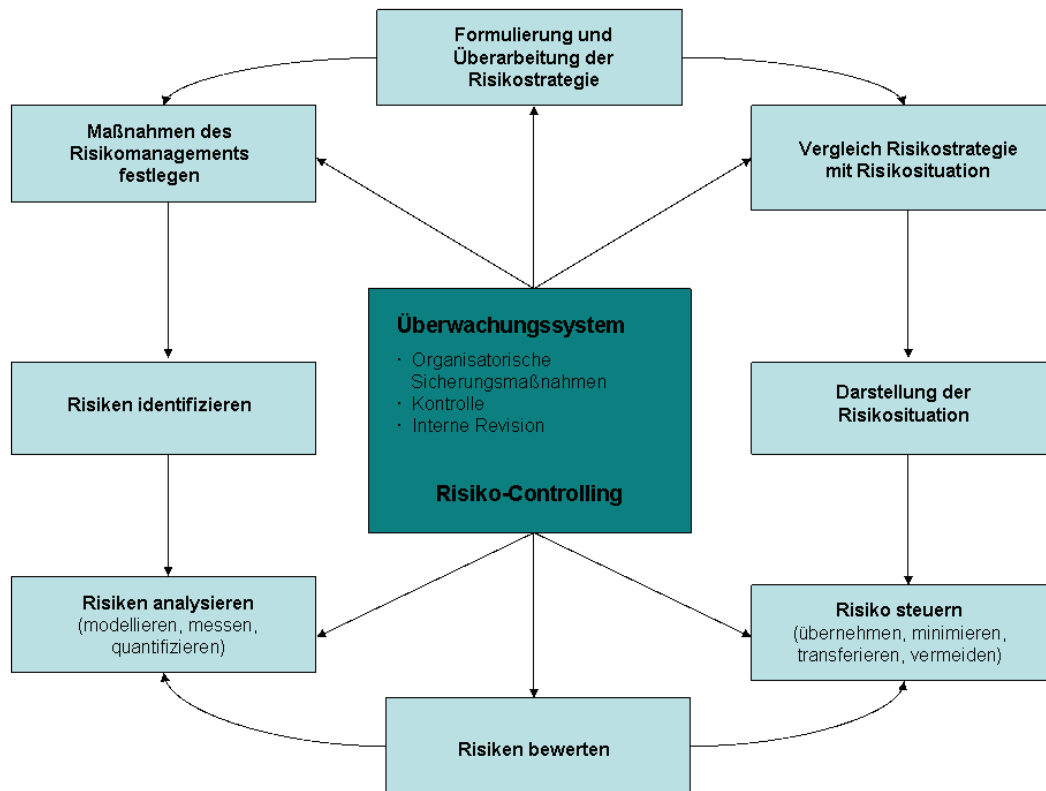 Formulierung und
Überarbeitung der
Risikostrategie
Maßnahmen des
Risikomanagements
festlegen
Vergleich Risikostrategie
mit Risikosituation
Überwachungssystem
· Organisatorische
Sicherungsmaßnahmen
· Kontrolle
· Interne Revision
Risiko-Controlling
Risiken identifizieren
Darstellung der
Risikosituation
Risiken analysieren
(modellieren, messen,
quantifizieren)
Risiko steuern
(übernehmen, minimieren,
transferieren, vermeiden)
Risiken bewerten